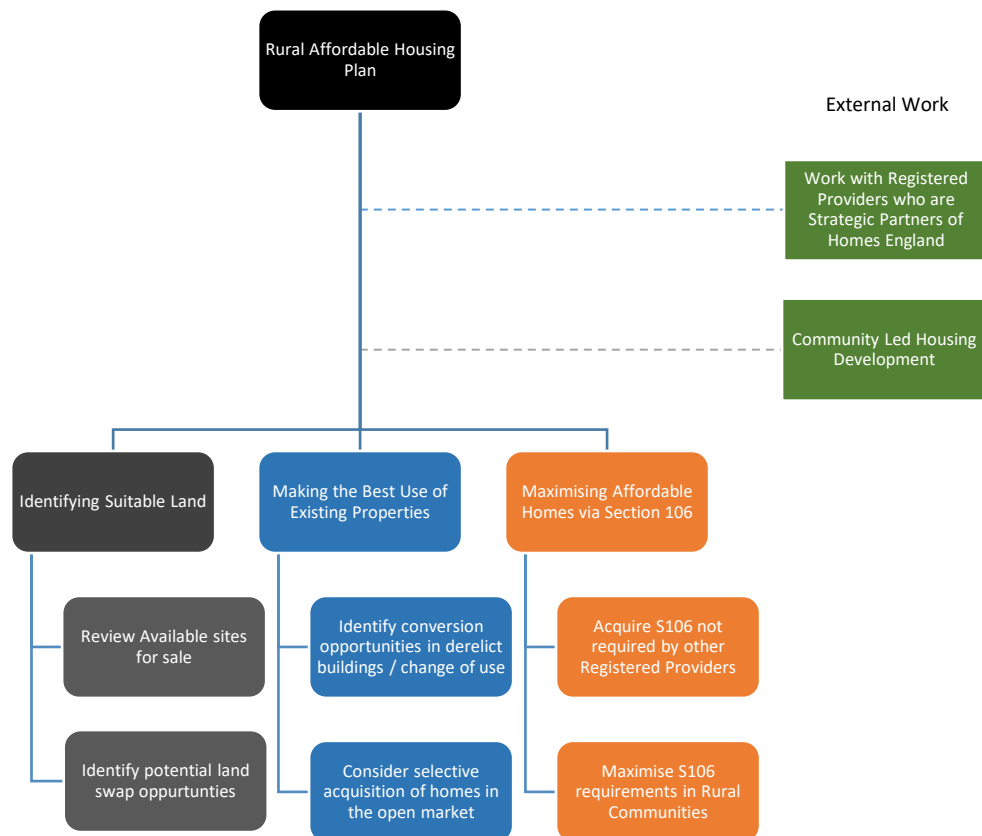 Rural Affordable Housing
Plan
External Work
Work with Registered
Providers who are
Strategic Partners of
Homes England
Community Led Housing
Development
Identifying Suitable Land
Making the Best Use of
Existing Properties
Maximising Affordable
Homes via Section 106
Review Available sites
for sale
Identify conversion
opportunities in derelict
buildings / change of use
Acquire S106 not
required by other
Registered Providers
Identify potential land
swap oppurtunties
Consider selective
acquisition of homes in
the open market
Maximise S106
requirements in Rural
Communities